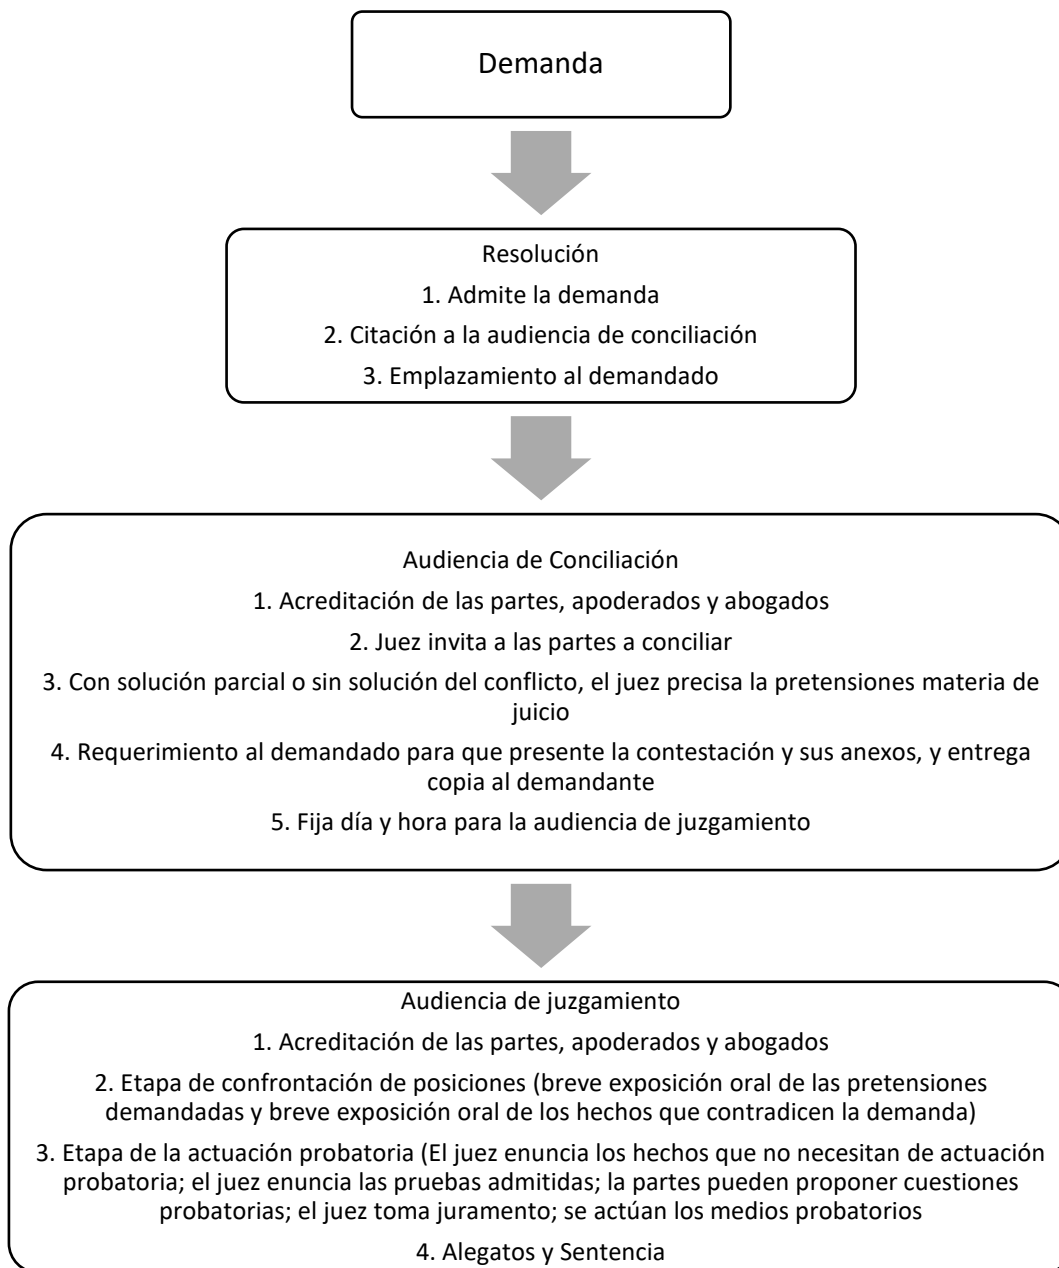 Demanda
Resolución
1. Admite la demanda
2. Citación a la audiencia de conciliación
3. Emplazamiento al demandado
Audiencia de Conciliación
1. Acreditación de las partes, apoderados y abogados
2. Juez invita a las partes a conciliar
3. Con solución parcial o sin solución del conflicto, el juez precisa la pretensiones materia de
juicio
4. Requerimiento al demandado para que presente la contestación y sus anexos, y entrega
copia al demandante
5. Fija día y hora para la audiencia de juzgamiento
Audiencia de juzgamiento
1. Acreditación de las partes, apoderados y abogados
2. Etapa de confrontación de posiciones (breve exposición oral de las pretensiones
demandadas y breve exposición oral de los hechos que contradicen la demanda)
3. Etapa de la actuación probatoria (El juez enuncia los hechos que no necesitan de actuación
probatoria; el juez enuncia las pruebas admitidas; la partes pueden proponer cuestiones
probatorias; el juez toma juramento; se actúan los medios probatorios
4. Alegatos y Sentencia